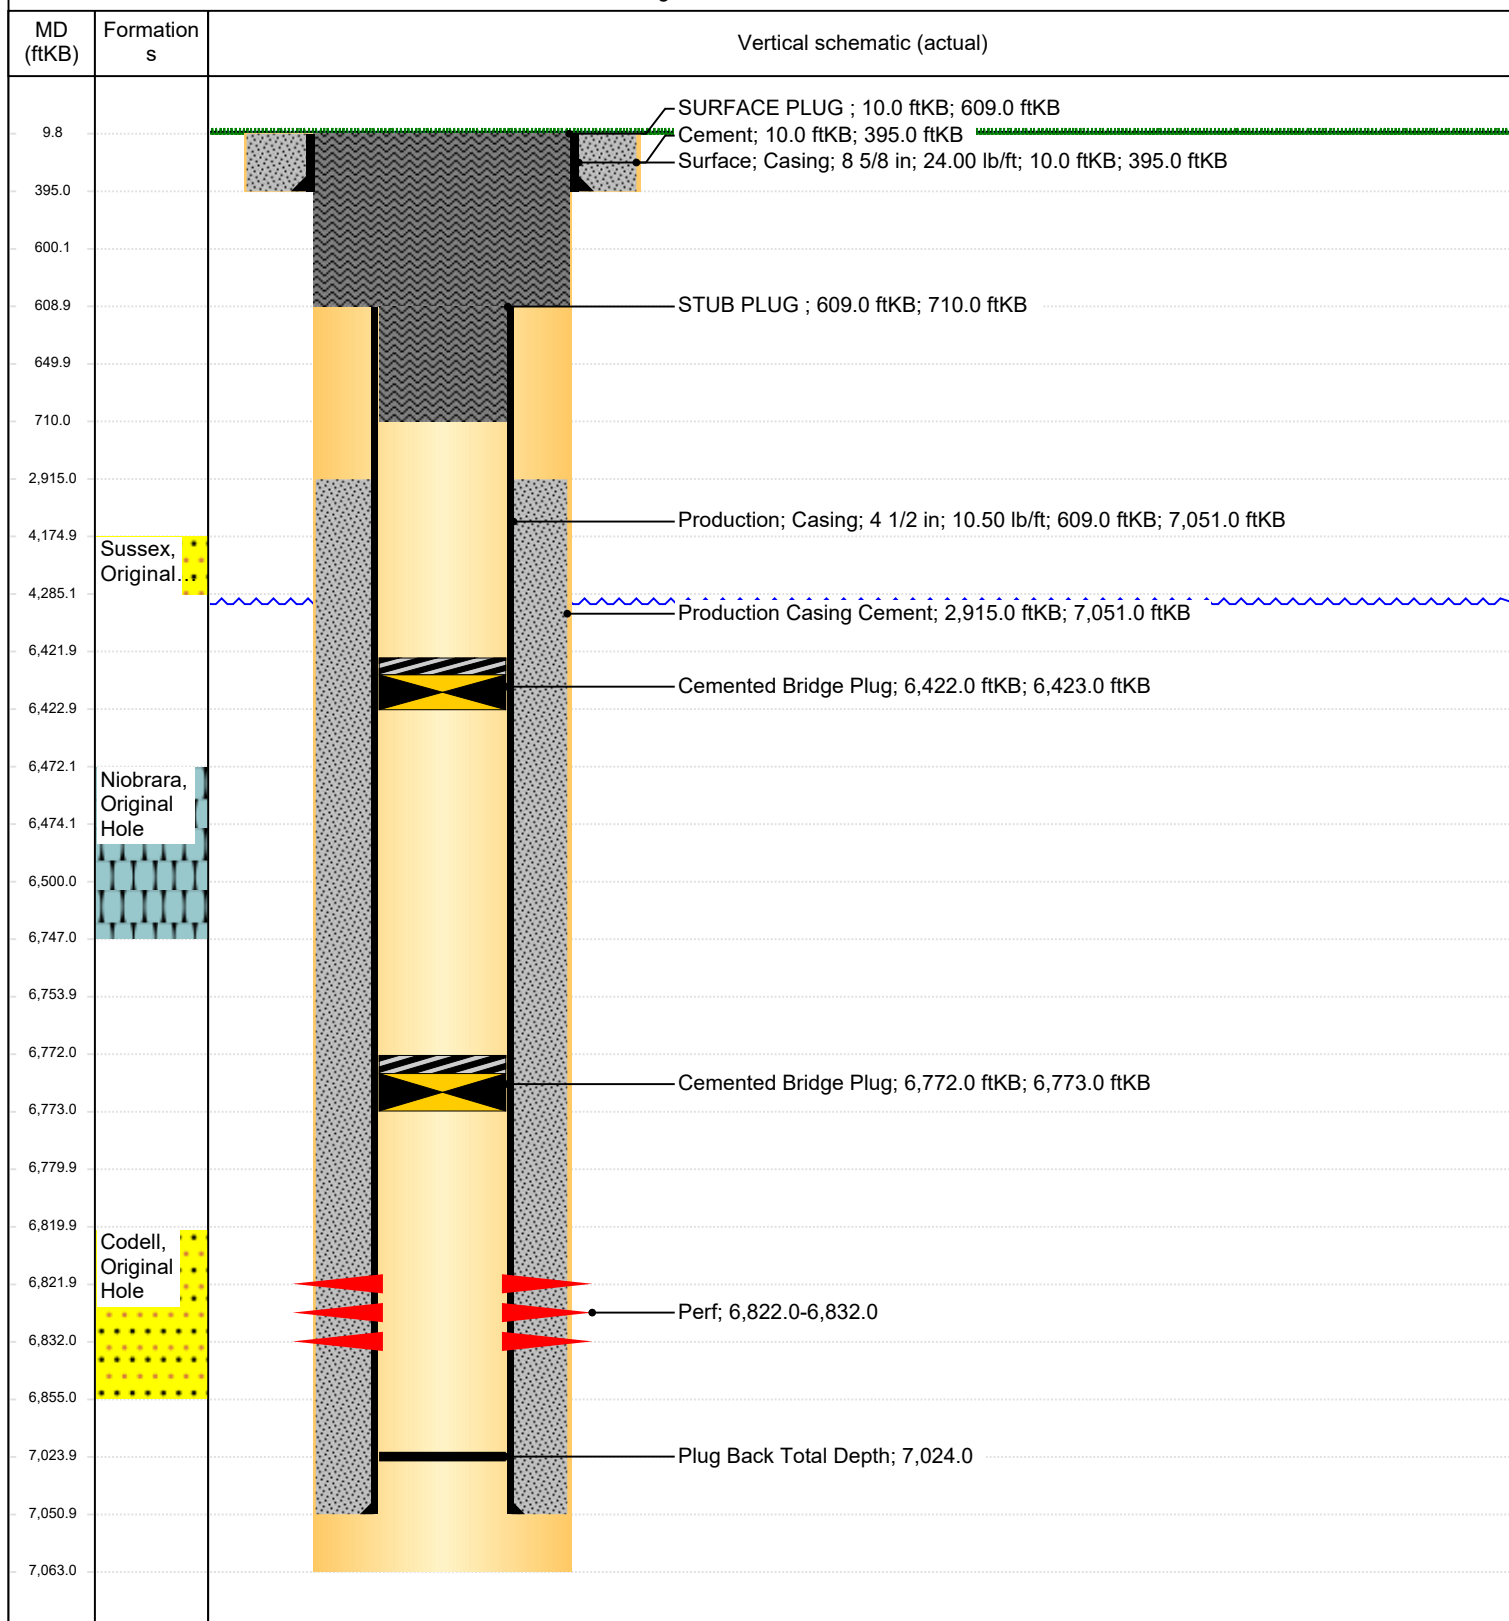 MD
(ftKB)
Formation
s
Vertical schematic (actual)
SURFACE PLUG ; 10.0 ftKB; 609.0 ftKB
9.8
Cement; 10.0 ftKB; 395.0 ftKB
Surface; Casing; 8 5/8 in; 24.00 lb/ft; 10.0 ftKB; 395.0 ftKB
395.0
600.1
608.9
STUB PLUG ; 609.0 ftKB; 710.0 ftKB
649.9
710.0
2,915.0
Production; Casing; 4 1/2 in; 10.50 lb/ft; 609.0 ftKB; 7,051.0 ftKB
4,174.9
Sussex,
Original...
4,285.1
Production Casing Cement; 2,915.0 ftKB; 7,051.0 ftKB
6,421.9
Cemented Bridge Plug; 6,422.0 ftKB; 6,423.0 ftKB
6,422.9
6,472.1
Niobrara,
Original
Hole
6,474.1
6,500.0
6,747.0
6,753.9
6,772.0
Cemented Bridge Plug; 6,772.0 ftKB; 6,773.0 ftKB
6,773.0
6,779.9
6,819.9
Codell,
Original
Hole
6,821.9
Perf; 6,822.0-6,832.0
6,832.0
6,855.0
7,023.9
Plug Back Total Depth; 7,024.0
7,050.9
7,063.0